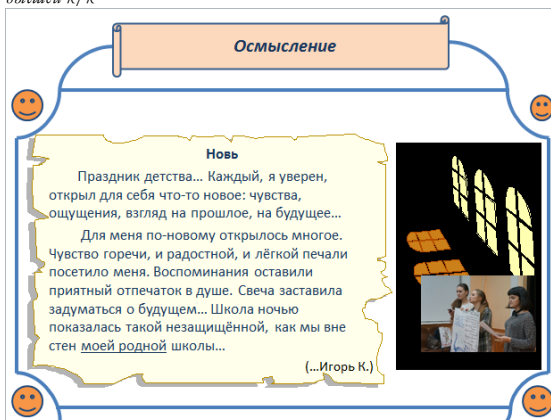 Осмысление
Новь
Праздник детства... Каждый, я уверен,
открыл для себя что-то новое: чувства,
ощущения, взгляд на прошлое, на будущее...
Для меня по-новому открылось многое.
Чувство горечи, и радостной, и лёгкой печали
посетило меня. Воспоминания оставили
приятный отпечаток в душе. Свеча заставила
задуматься о будущем... Школа ночью
показалась такой незащищённой, как мы вне
стен моей родной школы...
(...Игорь К.)